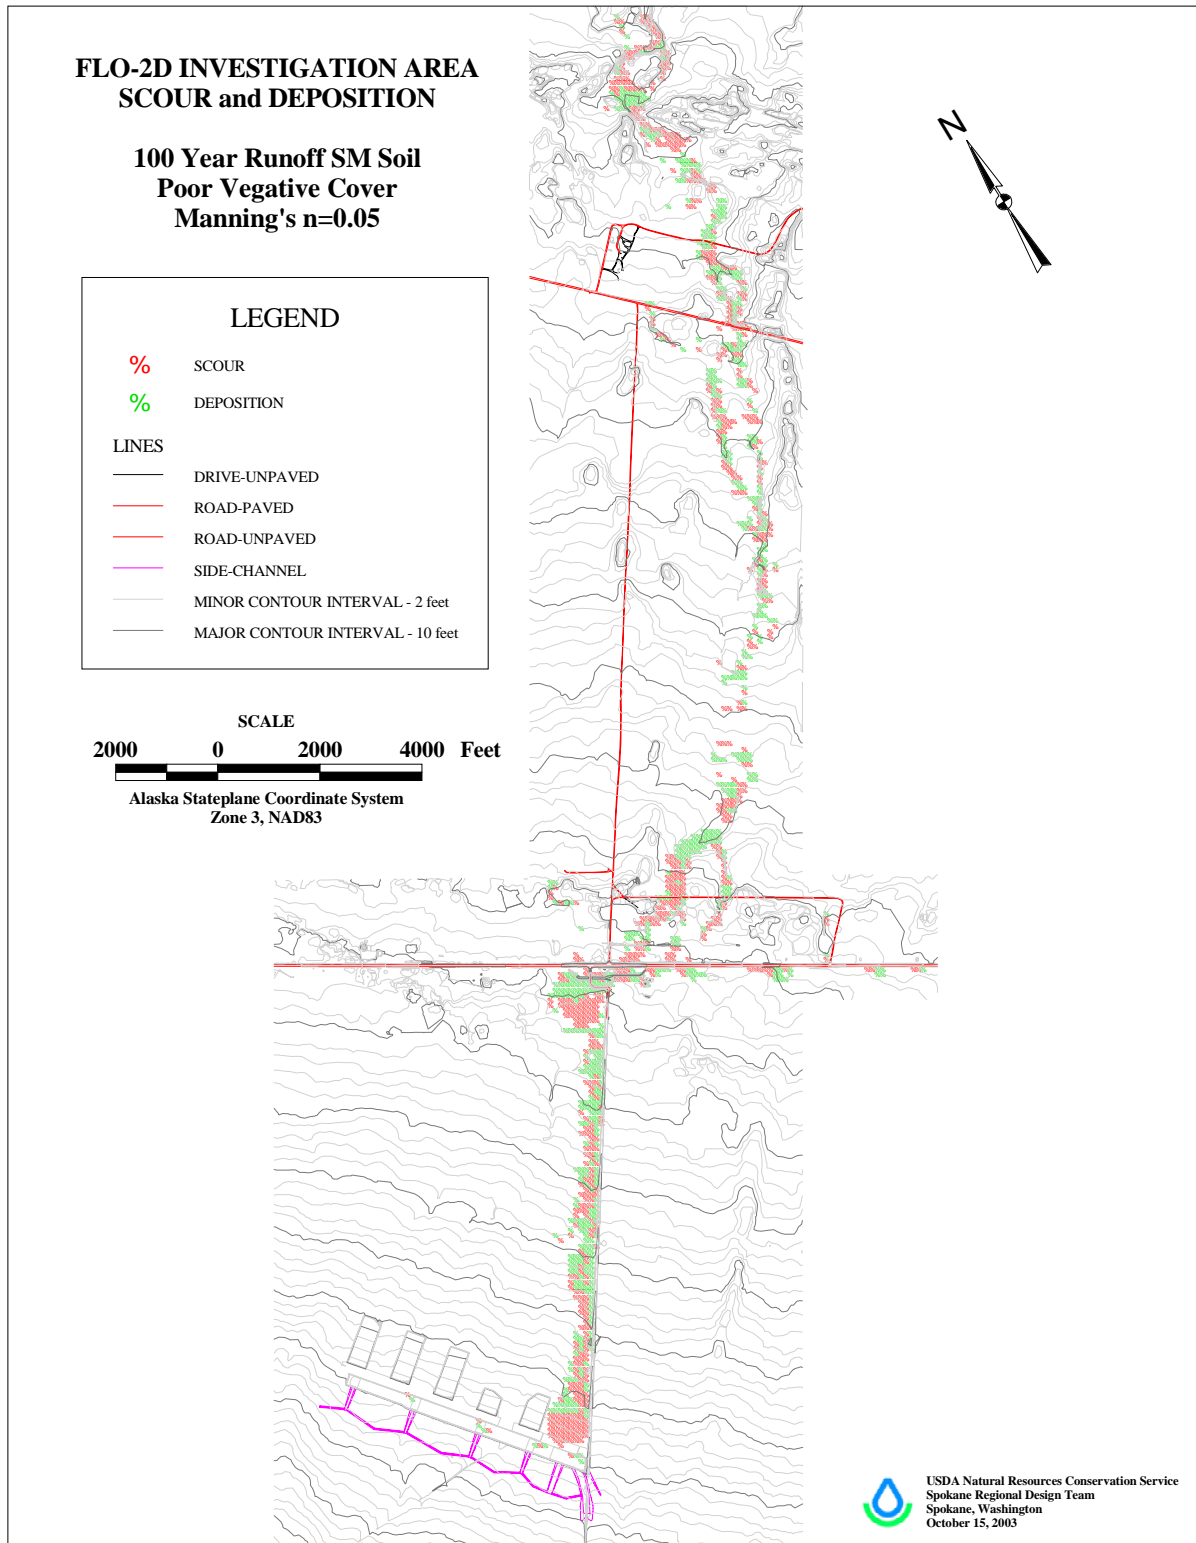 FLO-2D INVESTIGATION AREA
SCOUR and DEPOSITION
100 Year Runoff SM Soil
Poor Vegative Cover
Manning's n=0.05
N
LEGEND
% SCOUR
% DEPOSITION
LINES
DRIVE-UNPAVED
ROAD-PAVED
ROAD-UNPAVED
SIDE-CHANNEL
MINOR CONTOUR INTERVAL - 2 feet
MAJOR CONTOUR INTERVAL - 10 feet
SCALE
2000 0 2000 4000 Feet
Alaska Stateplane Coordinate System
Zone 3, NAD83
USDA Natural Resources Conservation Service
Spokane Regional Design Team
Spokane, Washington
October 15, 2003